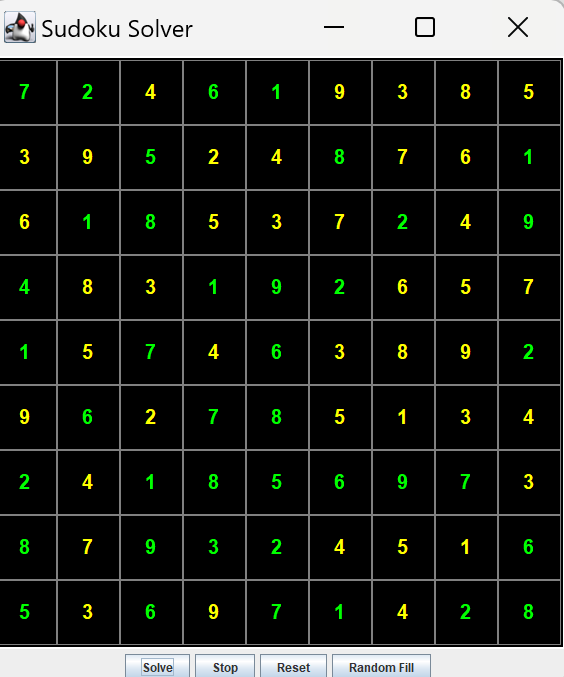 Sudoku Solver
7 2 4 6 1 9 3 8 5
3 9 5 2 4 8 7 6 1
6 1 8 5 3 7 2 4 9
4 8 3 1 9 2 6 5 7
1 5 7 4 6 3 8 9 2
9 6 2 7 8 5 1 3 4
2 4 1 8 5 6 9 7 3
8 7 9 3 2 4 5 1 6
5 3 6 9 7 1 4 2 8
Solve Stop Reset Random Fill